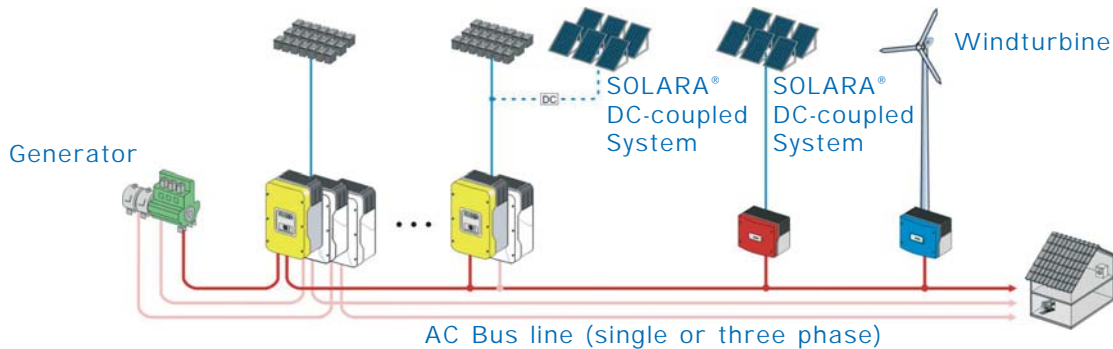 Windturbine
SOLARA®
DC-coupled
System
SOLARA®
DC-coupled
System
DC
Generator
AC Bus line (single or three phase)